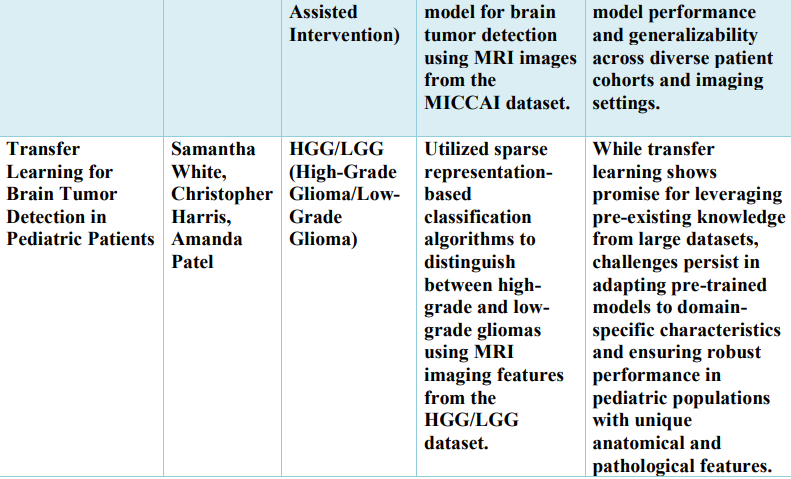 Assisted
Intervention)
model for brain
tumor detection
using MRI images
from the
MICCAI dataset.
model performance
and generalizability
across diverse patient
cohorts and imaging
settings.
Transfer
Learning for
Brain Tumor
Detection in
Pediatric Patients
Samantha
White,
Christopher
Harris,
Amanda
Patel
HGG/LGG
(High-Grade
Glioma/Low-
Grade
Glioma)
Utilized sparse
representation-
based
classification
algorithms to
distinguish
between high-
grade and low-
grade gliomas
using MRI
imaging features
from the
HGG/LGG
dataset.
While transfer
learning shows
promise for leveraging
pre-existing knowledge
from large datasets,
challenges persist in
adapting pre-trained
models to domain-
specific characteristics
and ensuring robust
performance in
pediatric populations
with unique
anatomical and
pathological features.